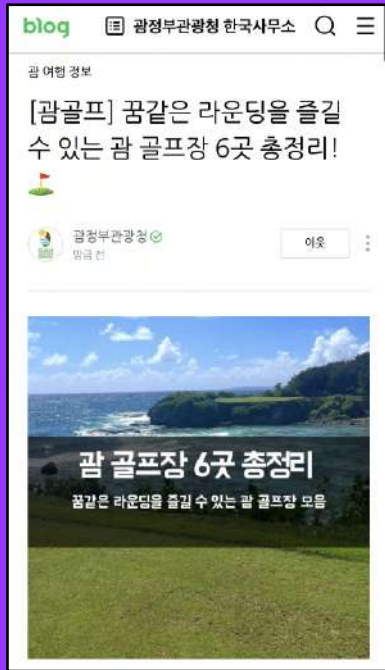 blog 괌정부관광청 한국사무소
괌 여행 정보
[괌골프] 꿈같은 라운딩을 즐길
수 있는 괌 골프장 6곳 총정리!
괌정부관광청
방금 전
이웃
괌 골프장 6곳 총정리
꿈같은 라운딩을 즐길 수 있는 괌 골프장 모음